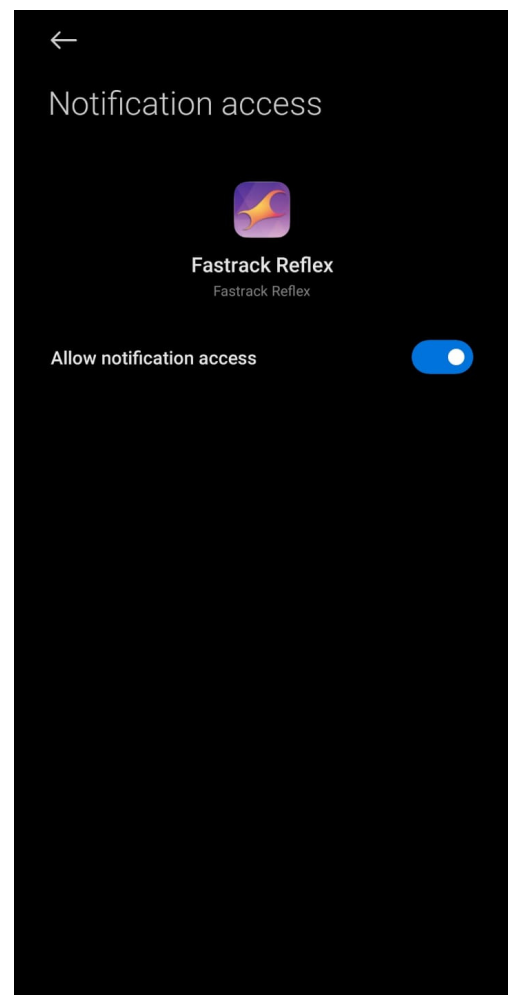 Notification access
Fastrack Reflex
Fastrack Reflex
Allow notification access